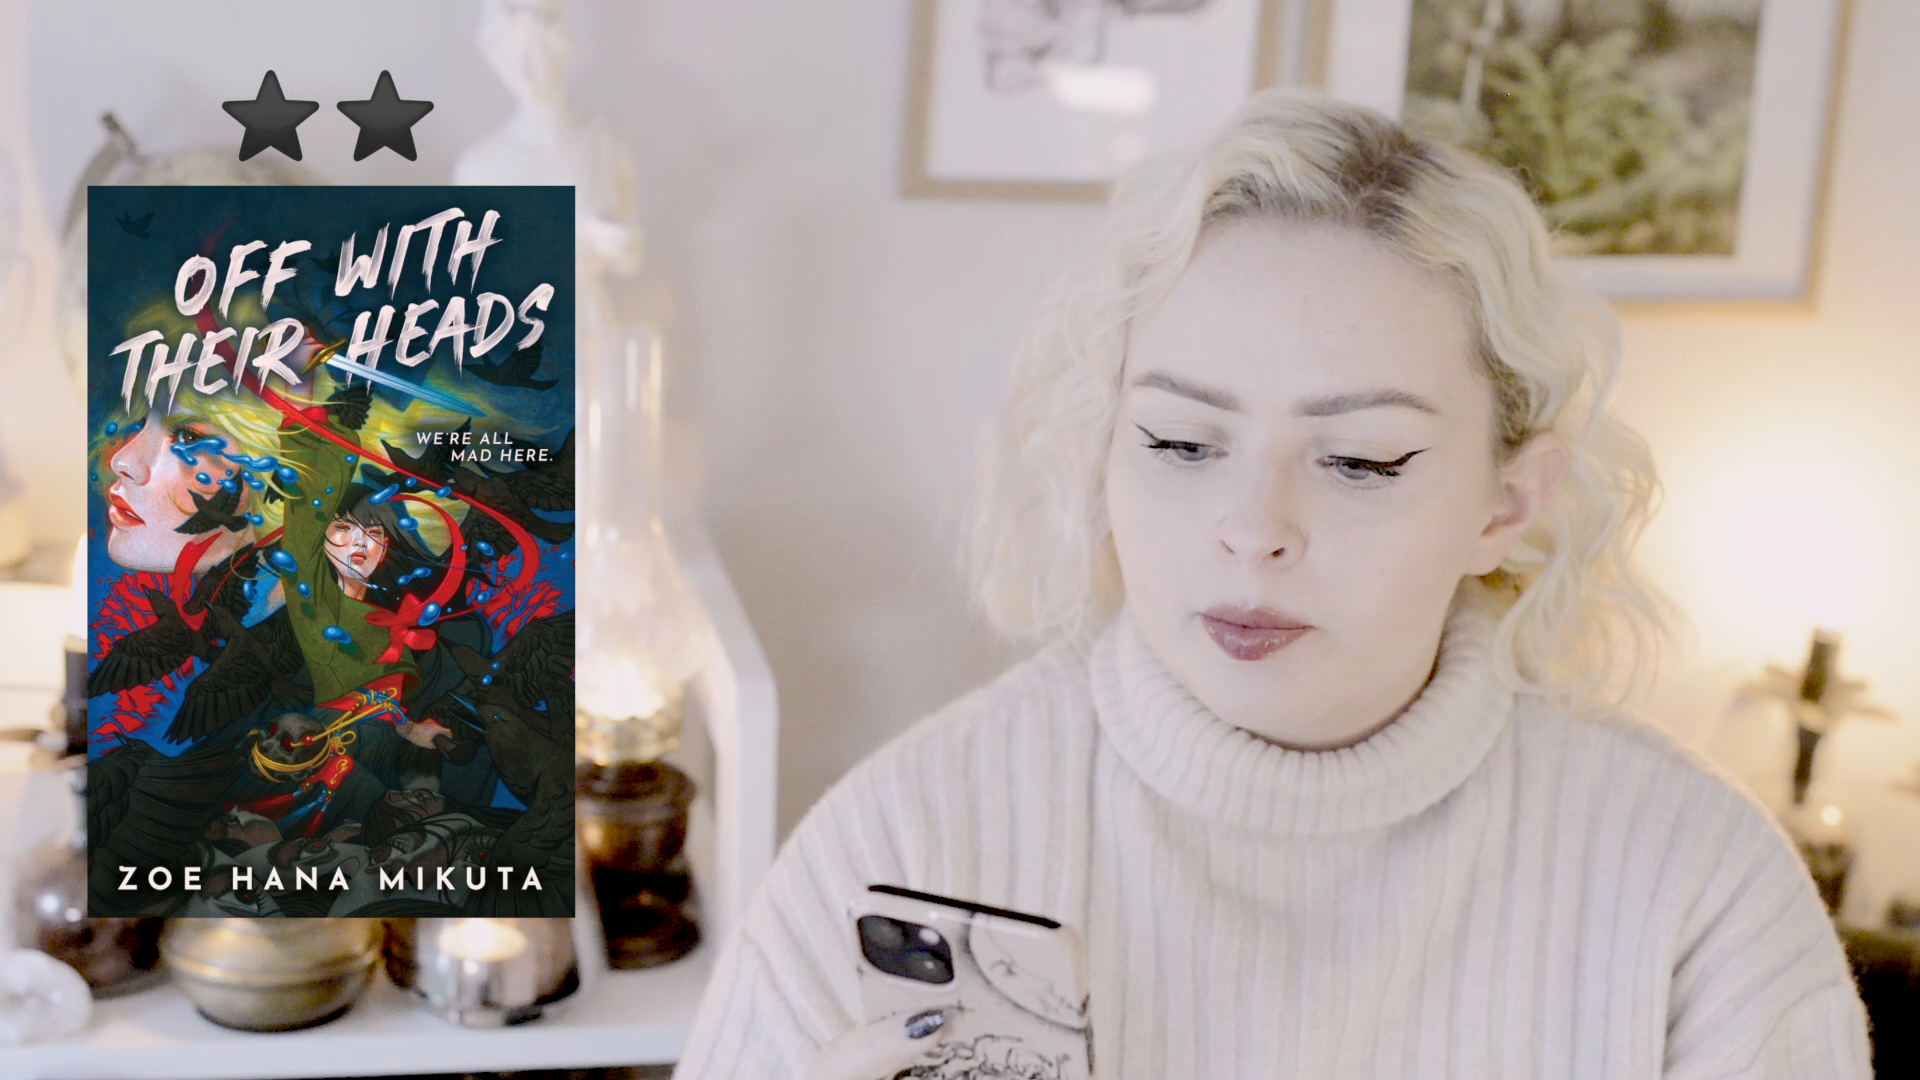 OFF WITH
THEIR HEADS
WE'RE ALL
MAD HERE.
ZOE HANA MIKUTA